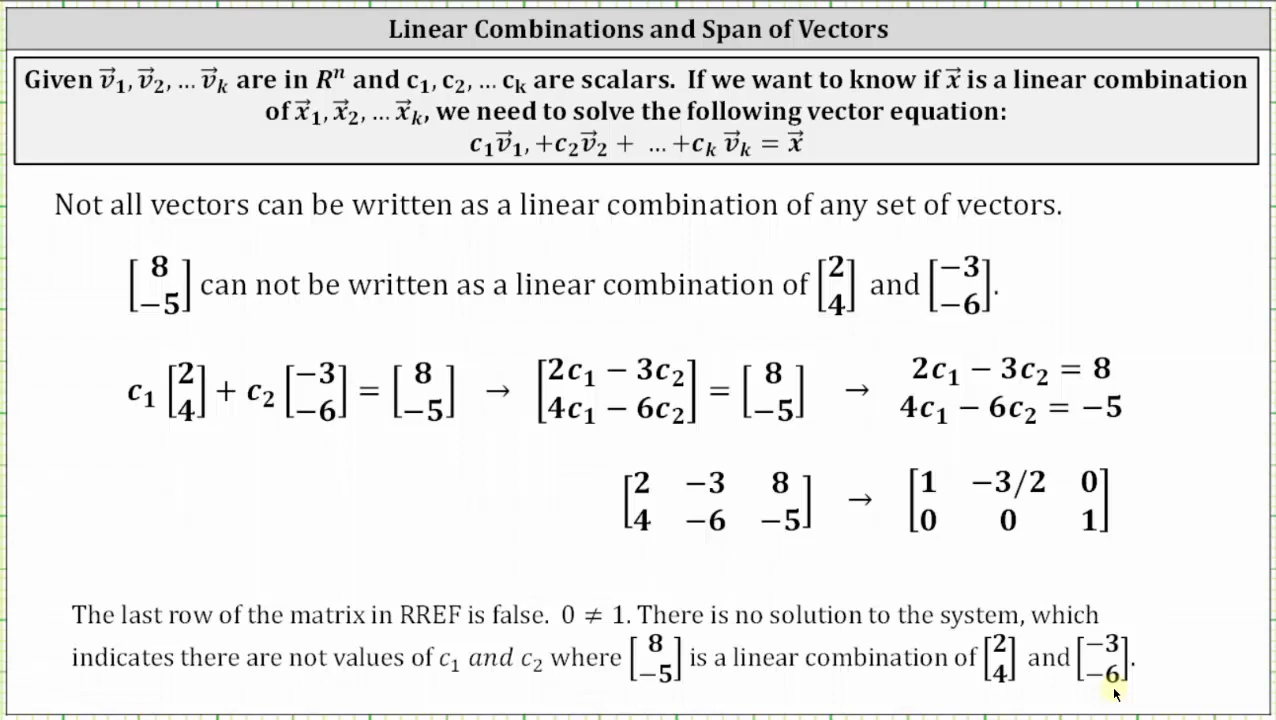 Linear Combinations and Span of Vectors
Given v⃗₁, v⃗₂, … v⃗ₖ are in Rⁿ and c₁, c₂, … cₖ are scalars. If we want to know if x⃗ is a linear combination
of x⃗₁, x⃗₂, … x⃗ₖ, we need to solve the following vector equation:
c₁v⃗₁, +c₂v⃗₂ + … +cₖ v⃗ₖ = x⃗
Not all vectors can be written as a linear combination of any set of vectors.
[8; −5] can not be written as a linear combination of [2; 4] and [−3; −6].
c₁ [2; 4] + c₂ [−3; −6] = [8; −5] → [2c₁ − 3c₂; 4c₁ − 6c₂] = [8; −5] → 2c₁ − 3c₂ = 8
4c₁ − 6c₂ = −5
[2 −3 8; 4 −6 −5] → [1 −3/2 0; 0 0 1]
The last row of the matrix in RREF is false. 0 ≠ 1. There is no solution to the system, which
indicates there are not values of c₁ and c₂ where [8; −5] is a linear combination of [2; 4] and [−3; −6].